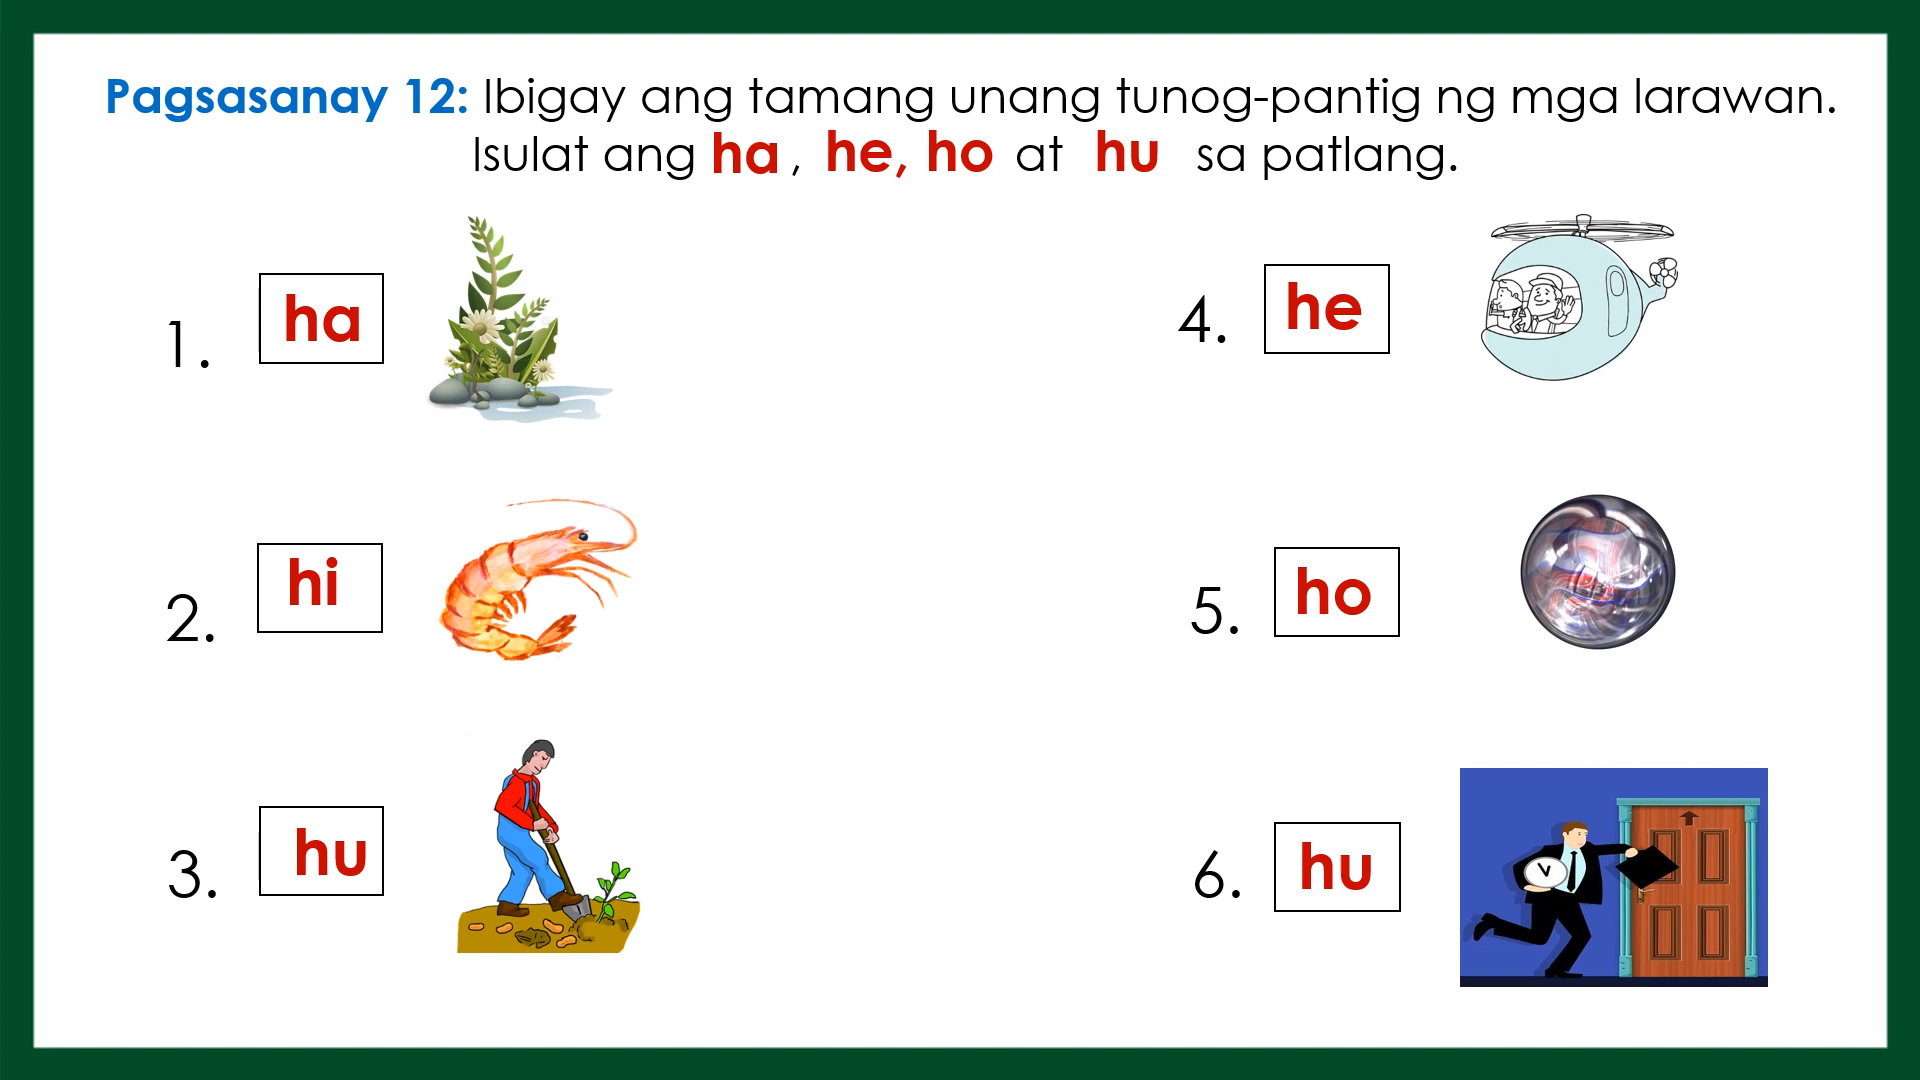 Pagsasanay 12: Ibigay ang tamang unang tunog-pantig ng mga larawan.
Isulat ang ha , he, ho at hu sa patlang.
1. ha
2. hi
3. hu
4. he
5. ho
6. hu